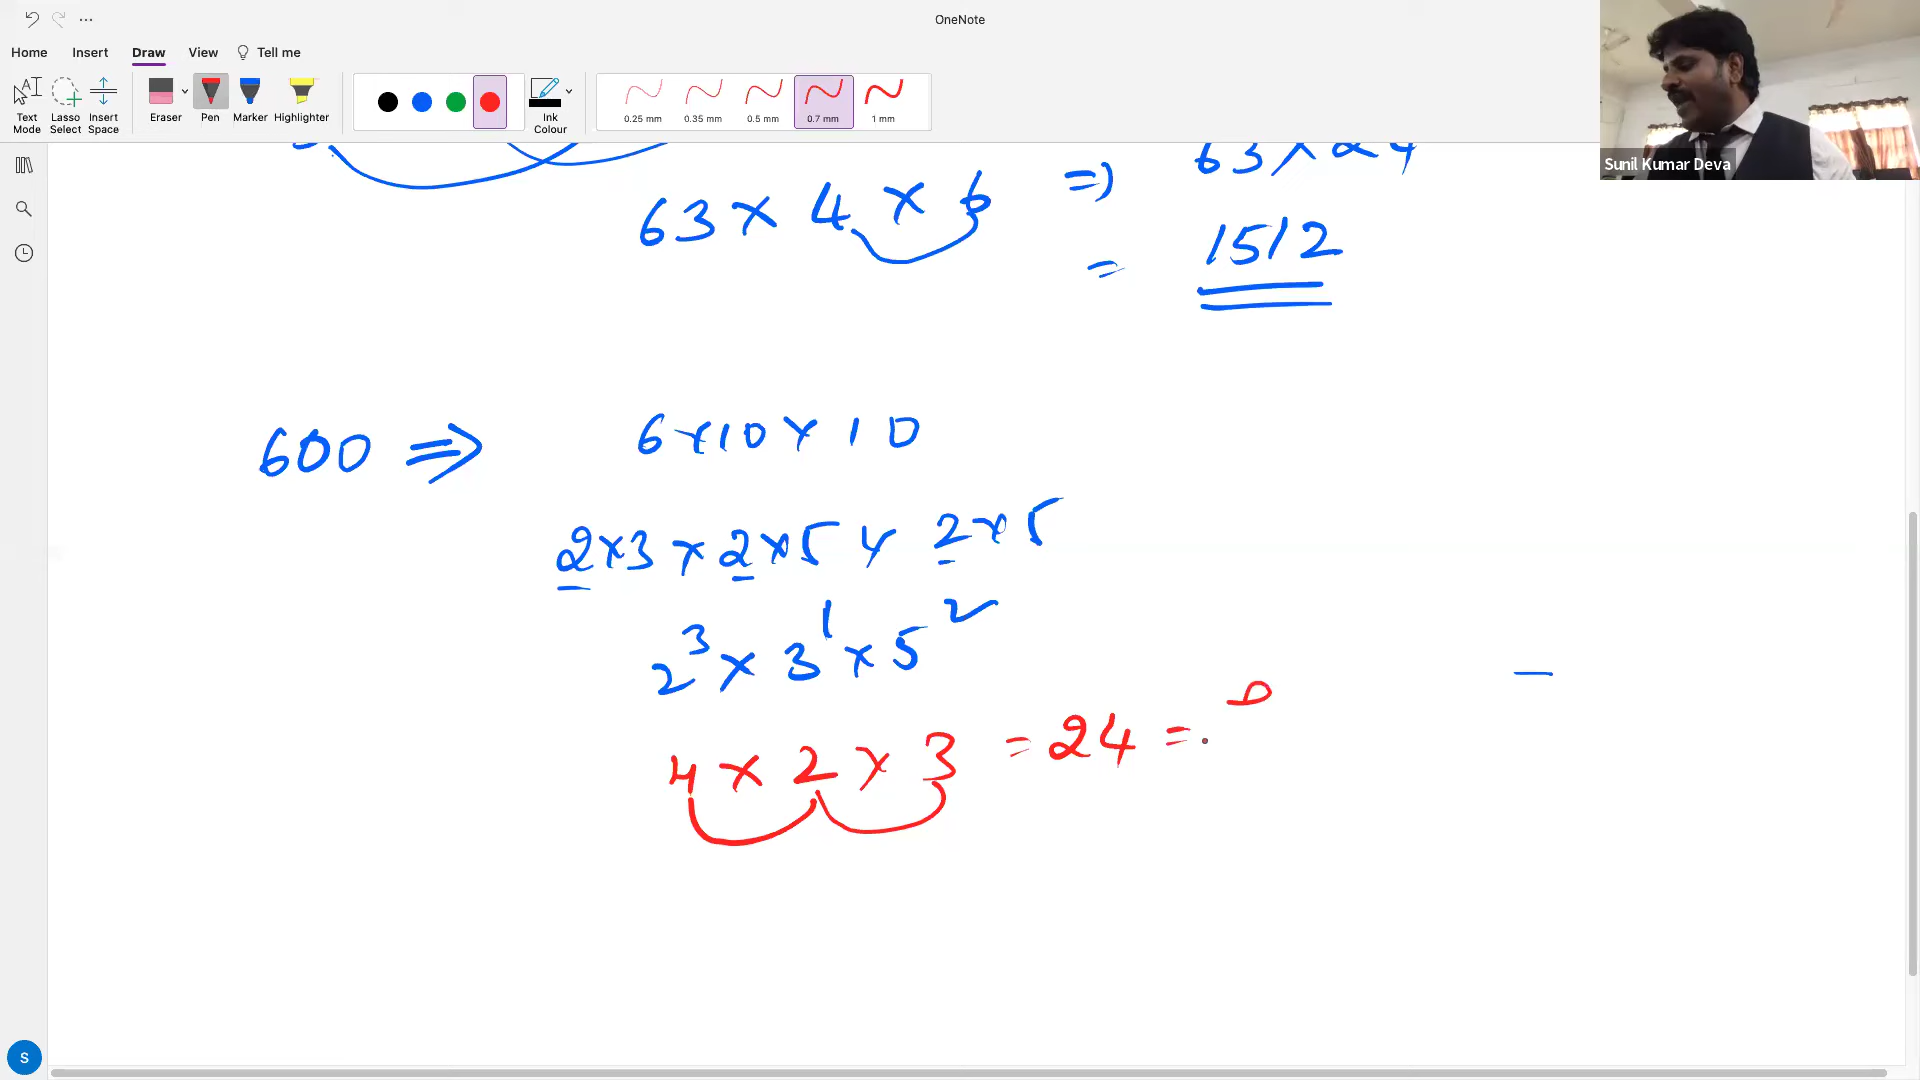 OneNote
Home Insert Draw View Tell me
Text Mode
Lasso Select
Insert Space
Eraser
Pen
Marker
Highlighter
Ink Colour
0.25 mm
0.35 mm
0.5 mm
0.7 mm
1 mm
Sunil Kumar Deva
63 × 24
63 × 4 × 6 ⇒
= 1512
600 ⇒ 6×10×10
2×3 × 2×5 × 2×5
2³ × 3¹ × 5²
4 × 2 × 3 = 24 =
S